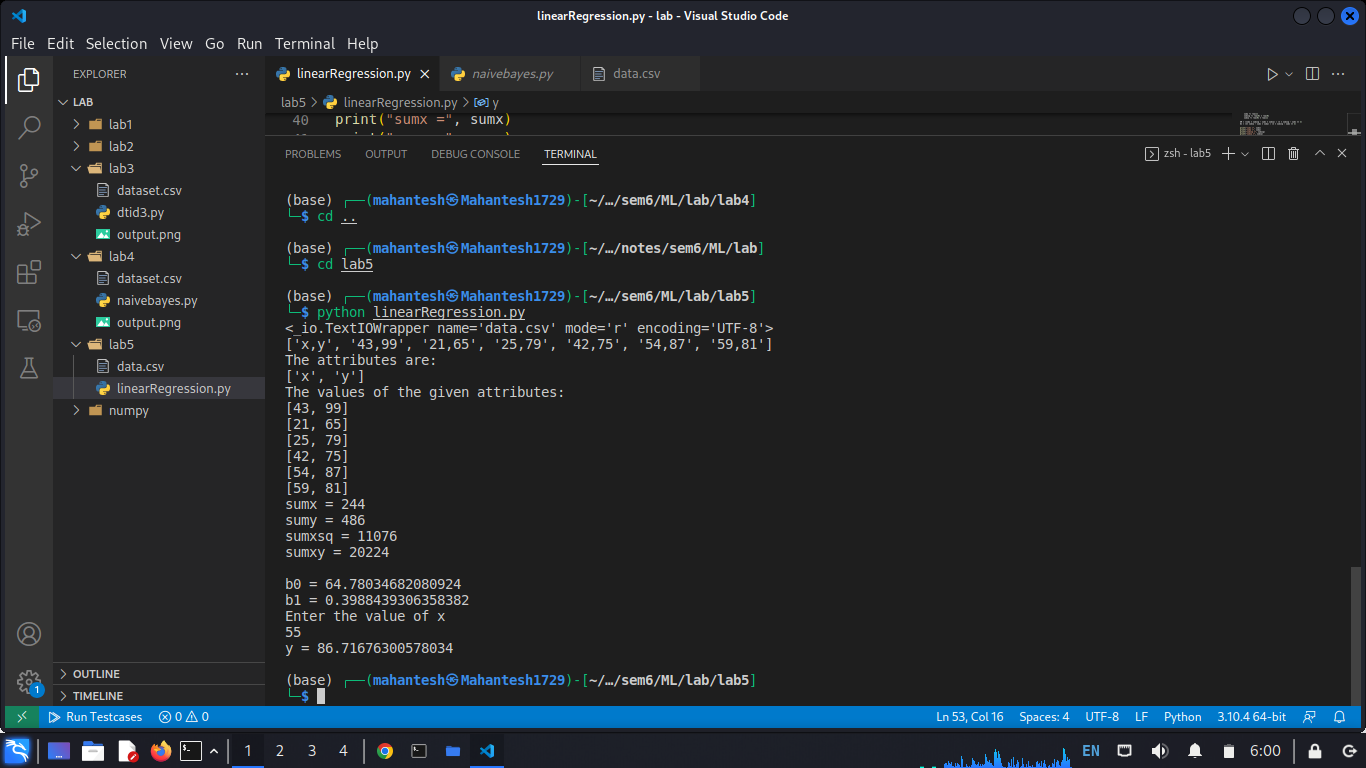 linearRegression.py - lab - Visual Studio Code
File Edit Selection View Go Run Terminal Help
EXPLORER
LAB
lab1
lab2
lab3
dataset.csv
dtid3.py
output.png
lab4
dataset.csv
naivebayes.py
output.png
lab5
data.csv
linearRegression.py
numpy
OUTLINE
TIMELINE
linearRegression.py naivebayes.py data.csv
lab5 > linearRegression.py > y
40 print("sumx =", sumx)
PROBLEMS OUTPUT DEBUG CONSOLE TERMINAL
zsh - lab5
(base) ┌──(mahantesh㉿Mahantesh1729)-[~/…/sem6/ML/lab/lab4]
└─$ cd ..
(base) ┌──(mahantesh㉿Mahantesh1729)-[~/…/notes/sem6/ML/lab]
└─$ cd lab5
(base) ┌──(mahantesh㉿Mahantesh1729)-[~/…/sem6/ML/lab/lab5]
└─$ python linearRegression.py
<_io.TextIOWrapper name='data.csv' mode='r' encoding='UTF-8'>
['x,y', '43,99', '21,65', '25,79', '42,75', '54,87', '59,81']
The attributes are:
['x', 'y']
The values of the given attributes:
[43, 99]
[21, 65]
[25, 79]
[42, 75]
[54, 87]
[59, 81]
sumx = 244
sumy = 486
sumxsq = 11076
sumxy = 20224
b0 = 64.78034682080924
b1 = 0.3988439306358382
Enter the value of x
55
y = 86.71676300578034
(base) ┌──(mahantesh㉿Mahantesh1729)-[~/…/sem6/ML/lab/lab5]
└─$
1
Run Testcases 0 0 Ln 53, Col 16 Spaces: 4 UTF-8 LF Python 3.10.4 64-bit
1 2 3 4 EN 6:00